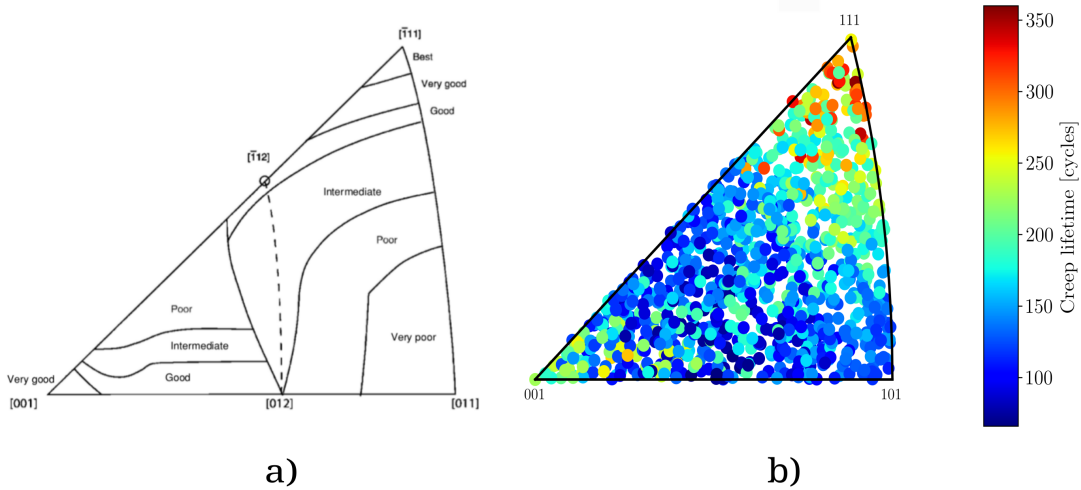 [1̄11]
Best
Very good
Good
[1̄12]
Intermediate
Poor
Poor
Very poor
Intermediate
Good
Very good
[001]
[012]
[011]
a)
111
001
101
b)
350
300
250
200
150
100
Creep lifetime [cycles]